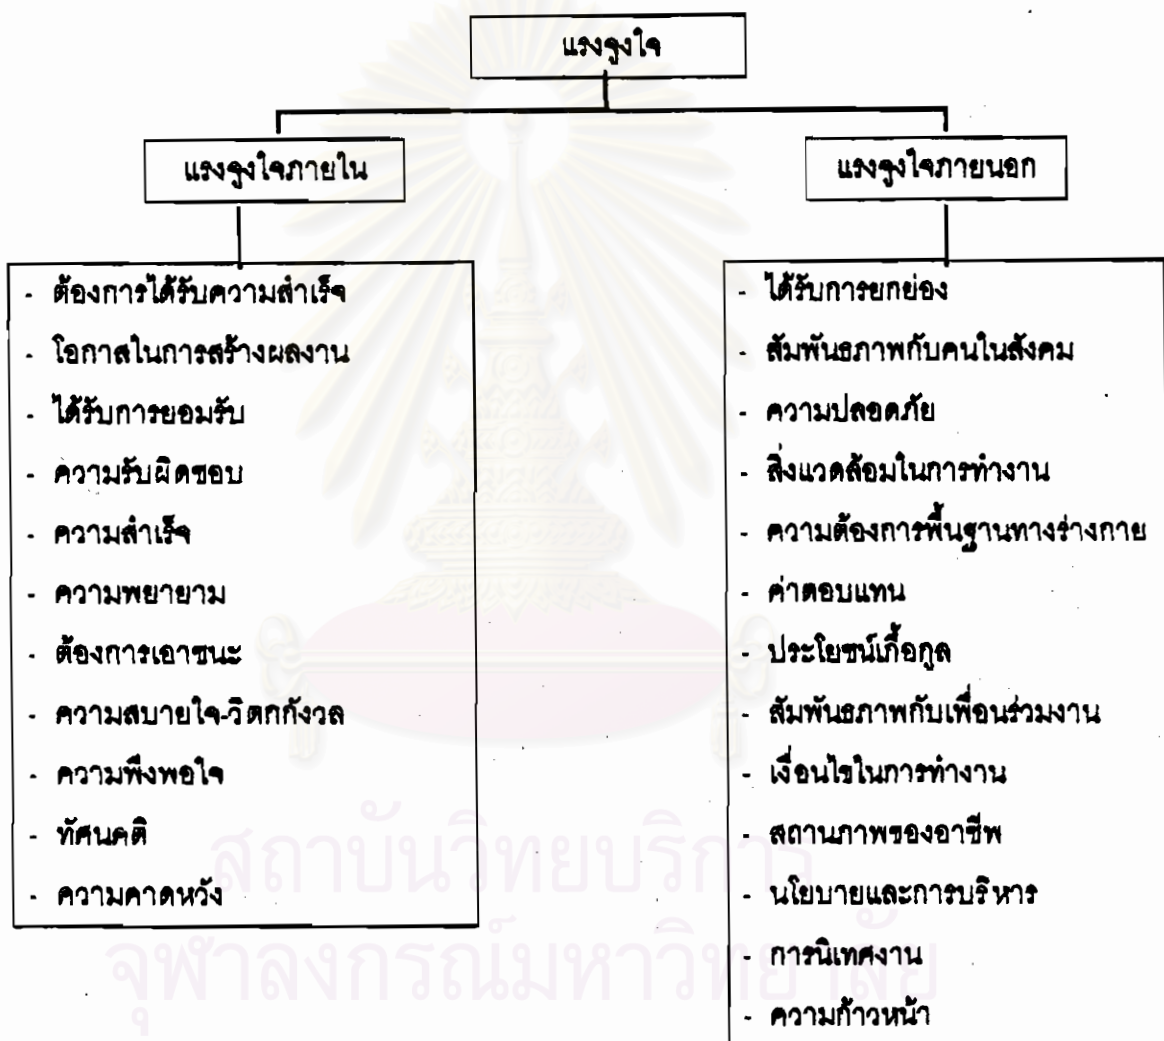 แรงจูงใจ
แรงจูงใจภายใน
แรงจูงใจภายนอก
- ต้องการได้รับความสำเร็จ
- โอกาสในการสร้างผลงาน
- ได้รับการยอมรับ
- ความรับผิดชอบ
- ความสำเร็จ
- ความพยายาม
- ต้องการเอาชนะ
- ความสบายใจ-วิตกกังวล
- ความพึงพอใจ
- ทัศนคติ
- ความคาดหวัง
- ได้รับการยกย่อง
- สัมพันธภาพกับคนในสังคม
- ความปลอดภัย
- สิ่งแวดล้อมในการทำงาน
- ความต้องการพื้นฐานทางร่างกาย
- ค่าตอบแทน
- ประโยชน์เกื้อกูล
- สัมพันธภาพกับเพื่อนร่วมงาน
- เงื่อนไขในการทำงาน
- สถานภาพของอาชีพ
- นโยบายและการบริหาร
- การนิเทศงาน
- ความก้าวหน้า
สถาบันวิทยบริการ
จุฬาลงกรณ์มหาวิทยาลัย